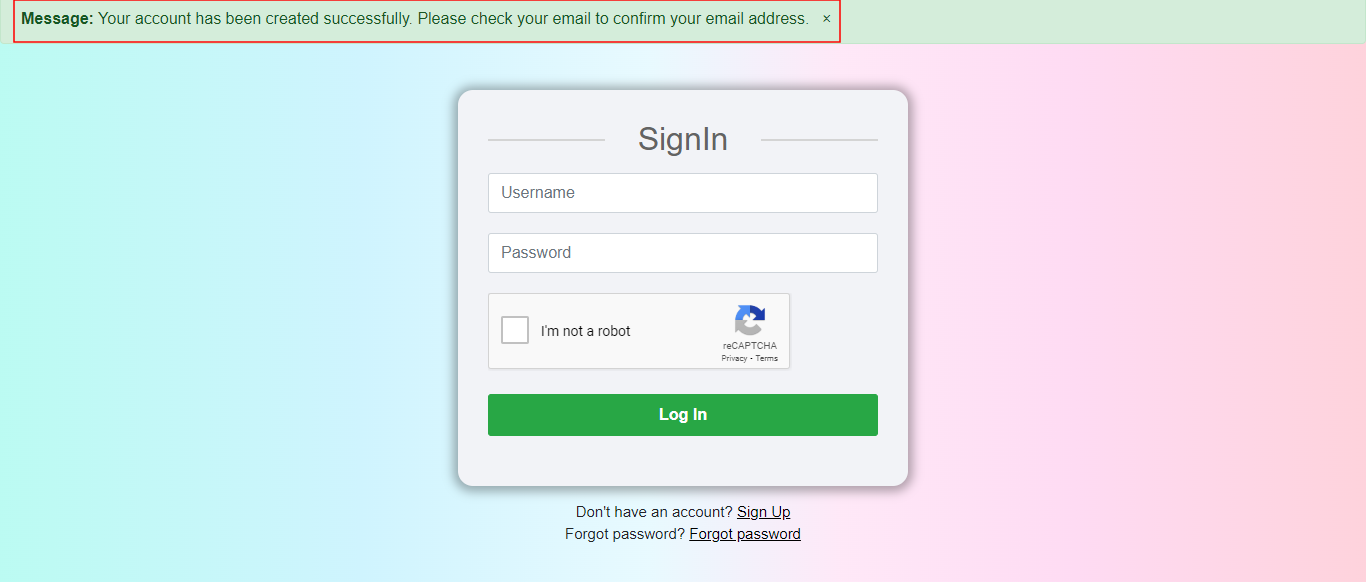 Message: Your account has been created successfully. Please check your email to confirm your email address. ×
SignIn
Username
Password
I'm not a robot
reCAPTCHA
Privacy - Terms
Log In
Don't have an account? Sign Up
Forgot password? Forgot password